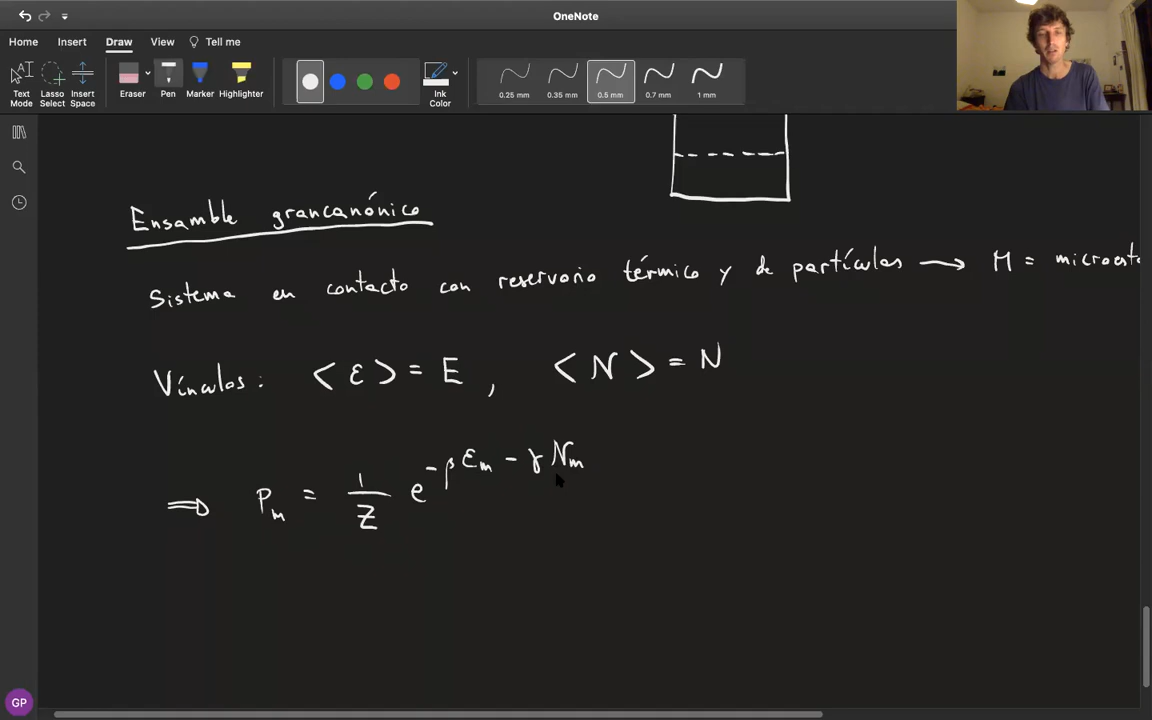 OneNote
Home Insert Draw View Tell me
Text Mode Lasso Select Insert Space Eraser Pen Marker Highlighter Ink Color 0.25 mm 0.35 mm 0.5 mm 0.7 mm 1 mm
Ensamble grancanónico
Sistema en contacto con reservorio térmico y de partículas → M = microest
Vínculos: < ε > = E , < N > = N
⇒ P_m = 1/Z e^{-β ε_m - γ N_m}
GP